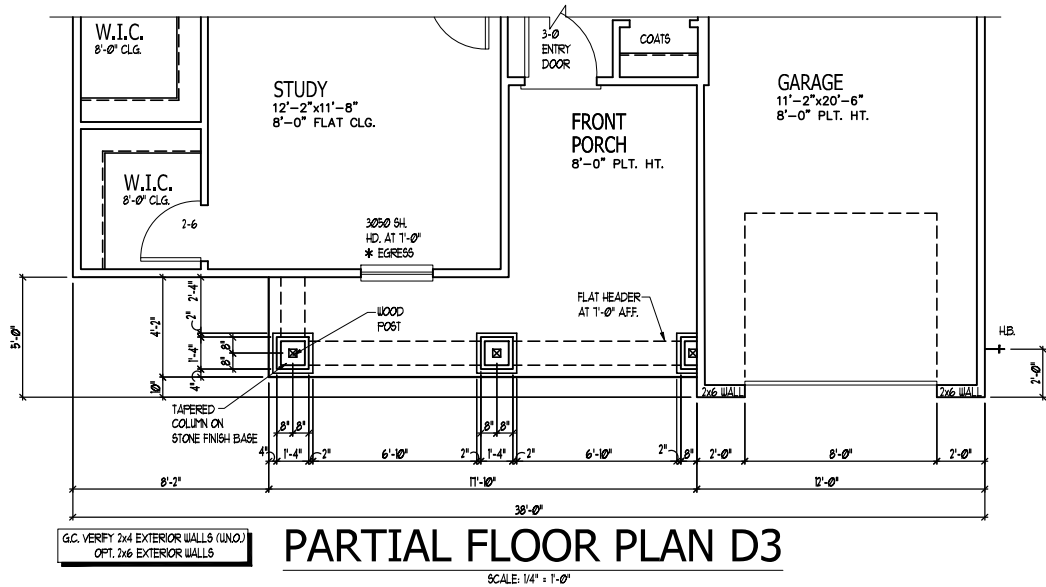 W.I.C.
8'-0" CLG.
STUDY
12'-2"x11'-8"
8'-0" FLAT CLG.
3-0
ENTRY
DOOR
COATS
FRONT
PORCH
8'-0" PLT. HT.
GARAGE
11'-2"x20'-6"
8'-0" PLT. HT.
W.I.C.
8'-0" CLG.
2-6
3050 SH.
HD. AT 7'-0"
* EGRESS
FLAT HEADER
AT 7'-0" A.F.F.
WOOD
POST
H.B.
5'-0"
4'-2"
10"
2'-4"
2"
1'-4"
4"
8"
8"
2'-0"
TAPERED
COLUMN ON
STONE FINISH BASE
2x6 WALL
2x6 WALL
8" 8"
8" 8"
4" 1'-4" 2" 6'-10" 2" 1'-4" 2" 6'-10" 2" 8" 2'-0" 8'-0" 2'-0"
8'-2" 17'-10" 12'-0"
38'-0"
G.C. VERIFY 2x4 EXTERIOR WALLS (U.N.O.)
OPT. 2x6 EXTERIOR WALLS
PARTIAL FLOOR PLAN D3
SCALE: 1/4" = 1'-0"